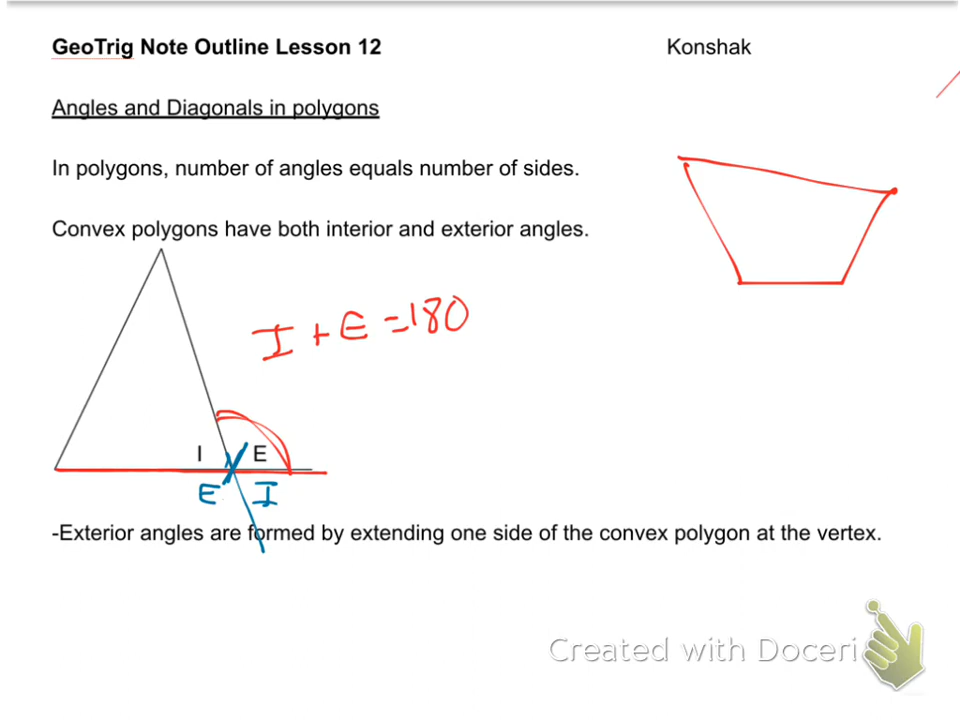 GeoTrig Note Outline Lesson 12
Konshak
Angles and Diagonals in polygons
In polygons, number of angles equals number of sides.
Convex polygons have both interior and exterior angles.
I + E = 180
I
E
E
I
-Exterior angles are formed by extending one side of the convex polygon at the vertex.
Created with Doceri